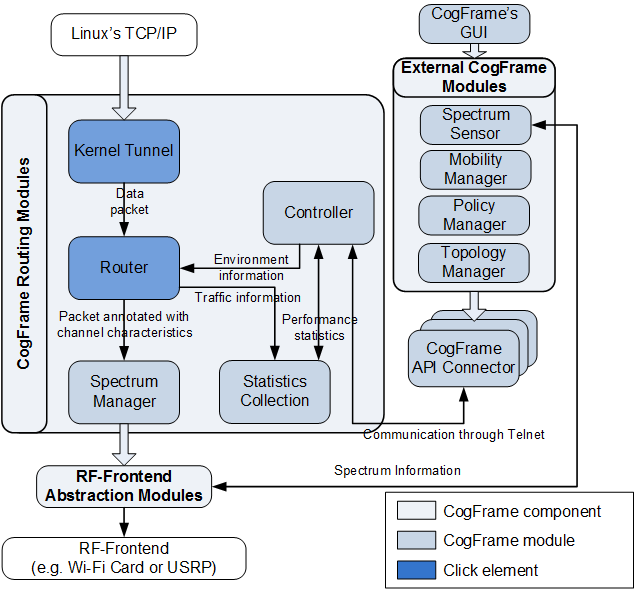 Linux's TCP/IP
CogFrame's
GUI
External CogFrame
Modules
Spectrum
Sensor
Mobility
Manager
Policy
Manager
Topology
Manager
CogFrame
API Connector
CogFrame Routing Modules
Kernel Tunnel
Data
packet
Controller
Router
Environment
information
Traffic information
Packet annotated with
channel characteristics
Performance
statistics
Spectrum
Manager
Statistics
Collection
Communication through Telnet
Spectrum Information
RF-Frontend
Abstraction Modules
RF-Frontend
(e.g. Wi-Fi Card or USRP)
CogFrame component
CogFrame module
Click element